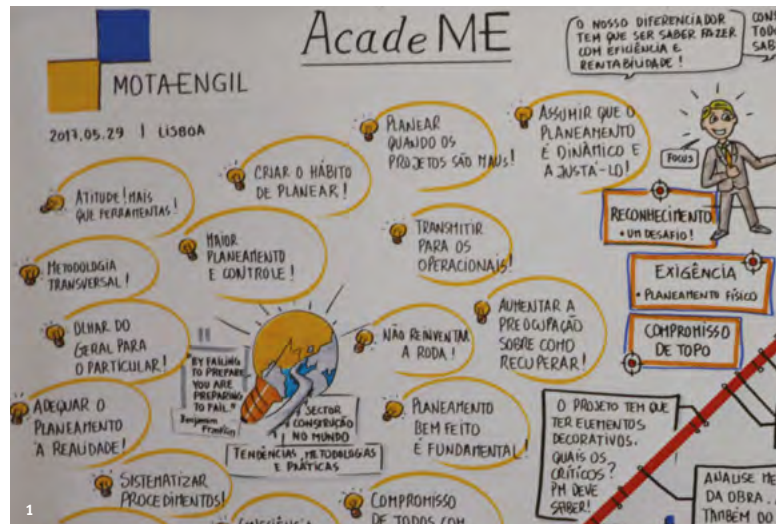 AcadeME
MOTA-ENGIL
2017.05.29 | LISBOA
O NOSSO DIFERENCIADOR
TEM QUE SER SABER FAZER
COM EFICIÊNCIA E
RENTABILIDADE!
CON
TOD
SAB
PLANEAR
QUANDO OS
PROJETOS SÃO MAUS!
ASSUMIR QUE O
PLANEAMENTO
É DINÂMICO E
AJUSTÁ-LO!
FOCUS
CRIAR O HÁBITO
DE PLANEAR!
ATITUDE! MAIS
QUE FERRAMENTAS!
RECONHECIMENTO
• UM DESAFIO!
MAIOR
PLANEAMENTO
E CONTROLE!
TRANSMITIR
PARA OS
OPERACIONAIS!
METODOLOGIA
TRANSVERSAL!
EXIGÊNCIA
• PLANEAMENTO FÍSICO
OLHAR DO
GERAL PARA
O PARTICULAR!
NÃO REINVENTAR
A RODA!
AUMENTAR A
PREOCUPAÇÃO
SOBRE COMO
RECUPERAR!
COMPROMISSO
DE TOPO
"BY FAILING
TO PREPARE
YOU ARE
PREPARING
TO FAIL."
Benjamin
Franklin
SECTOR
CONSTRUÇÃO
NO MUNDO
TENDÊNCIAS, METODOLOGIAS
E PRÁTICAS
ADEQUAR O
PLANEAMENTO
À REALIDADE!
PLANEAMENTO
BEM FEITO
É FUNDAMENTAL!
O PROJETO TEM QUE
TER ELEMENTOS
DECORATIVOS.
QUAIS OS
CRÍTICOS?
PM DEVE
SABER!
ANALISE ME
DA OBRA.
TAMBÉM DO
SISTEMATIZAR
PROCEDIMENTOS!
COMPROMISSO
DE TODOS COM
1